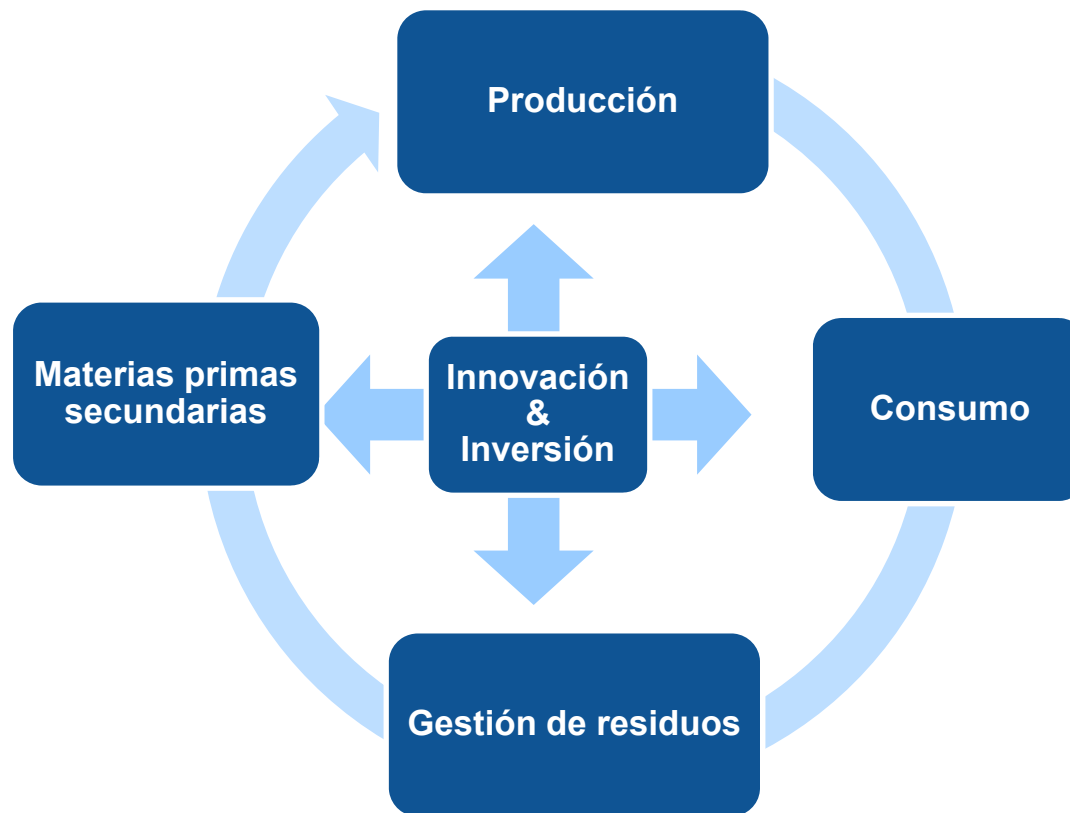 Producción
Materias primas
secundarias
Innovación
&
Inversión
Consumo
Gestión de residuos